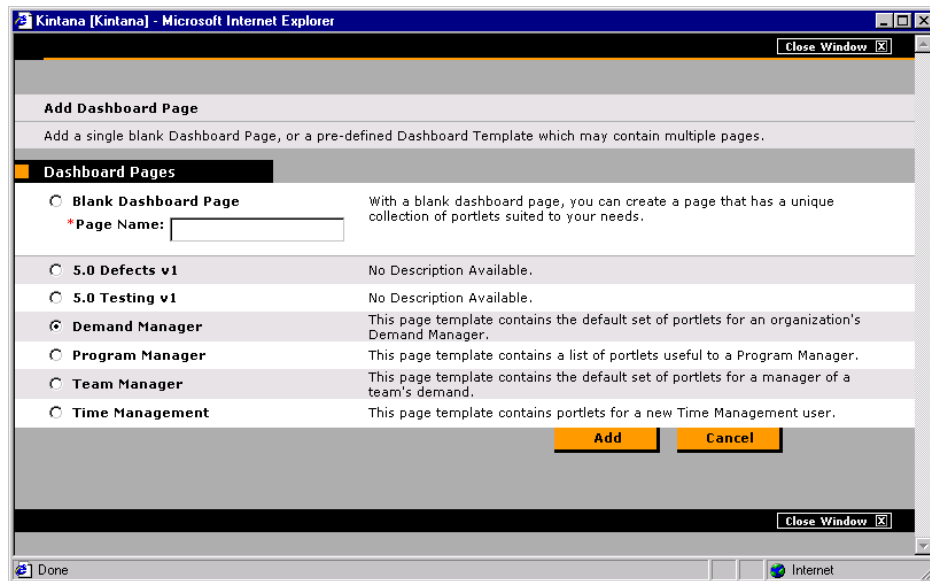 Kintana [Kintana] - Microsoft Internet Explorer
Close Window
Add Dashboard Page
Add a single blank Dashboard Page, or a pre-defined Dashboard Template which may contain multiple pages.
Dashboard Pages
Blank Dashboard Page
With a blank dashboard page, you can create a page that has a unique
collection of portlets suited to your needs.
*Page Name:
5.0 Defects v1 No Description Available.
5.0 Testing v1 No Description Available.
Demand Manager
This page template contains the default set of portlets for an organization's
Demand Manager.
Program Manager This page template contains a list of portlets useful to a Program Manager.
Team Manager
This page template contains the default set of portlets for a manager of a
team's demand.
Time Management This page template contains portlets for a new Time Management user.
Add Cancel
Close Window
Done Internet